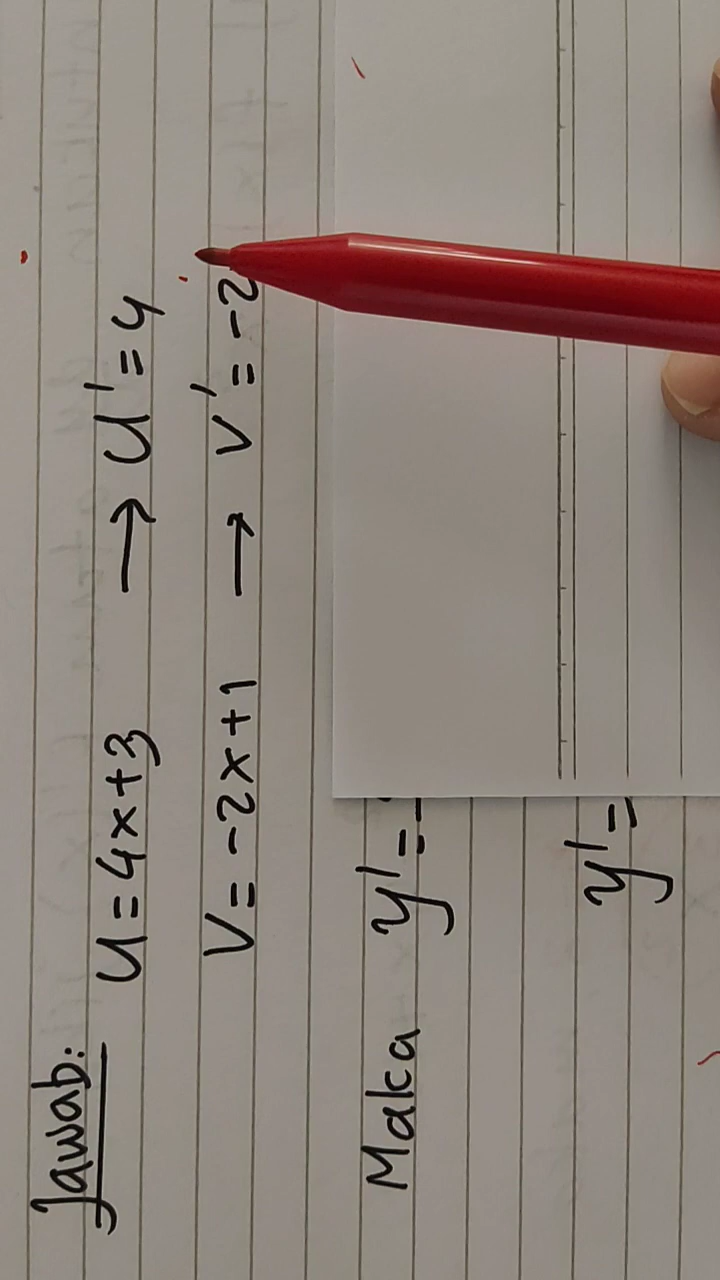 Jawab:
U = 4x+3 → U' = 4
V = -2x+1 → V' = -2
Maka y' =
y' =